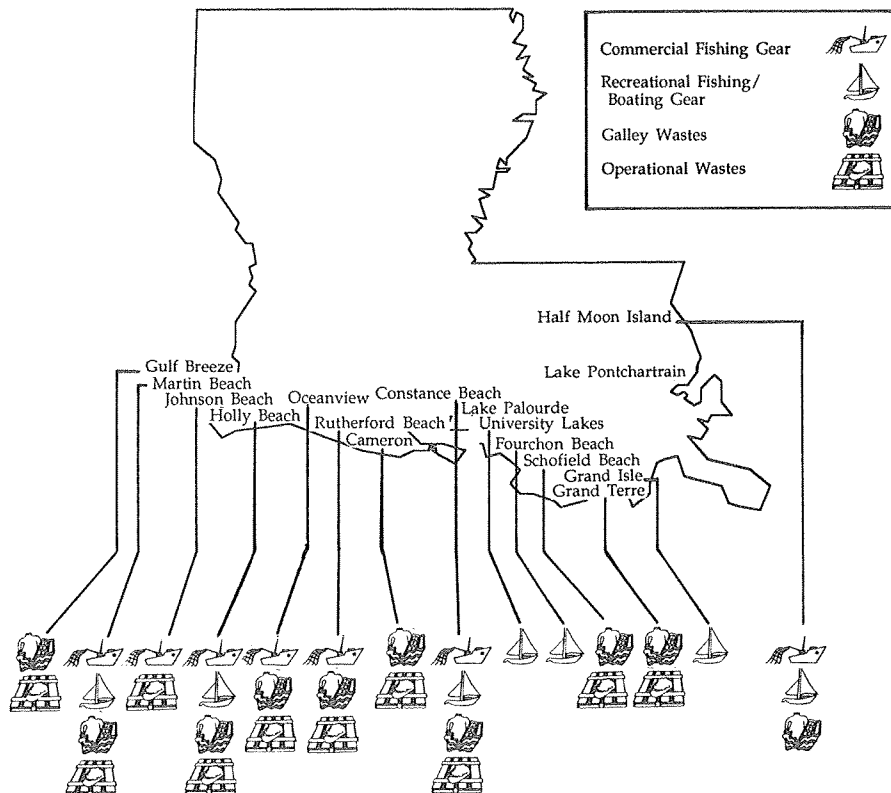 Commercial Fishing Gear
Recreational Fishing/
Boating Gear
Galley Wastes
Operational Wastes
Half Moon Island
Lake Pontchartrain
Gulf Breeze
Martin Beach
Johnson Beach
Holly Beach
Oceanview
Rutherford Beach
Cameron
Constance Beach
Lake Palourde
University Lakes
Fourchon Beach
Schofield Beach
Grand Isle
Grand Terre